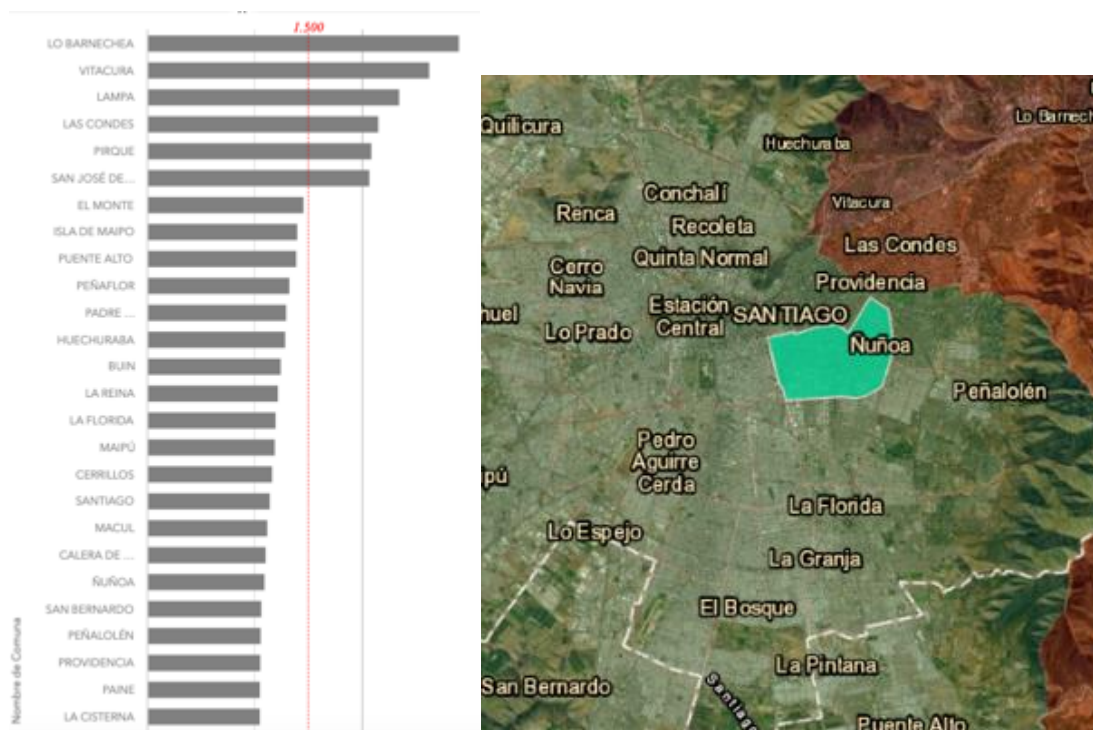 1.500
LO BARNECHEA
VITACURA
LAMPA
LAS CONDES
PIRQUE
SAN JOSÉ DE...
EL MONTE
ISLA DE MAIPO
PUENTE ALTO
PEÑAFLOR
PADRE ...
HUECHURABA
BUIN
LA REINA
LA FLORIDA
MAIPÚ
CERRILLOS
SANTIAGO
MACUL
CALERA DE ...
ÑUÑOA
SAN BERNARDO
PEÑALOLÉN
PROVIDENCIA
PAINE
LA CISTERNA
Nombre de Comuna
Lo Barnech
Quilicura
Huechuraba
Conchalí
Renca
Vitacura
Recoleta
Las Condes
Quinta Normal
Cerro
Navia
Providencia
Estación
Central
SANTIAGO
huel
Lo Prado
Ñuñoa
Peñalolén
Pedro
Aguirre
Cerda
pú
La Florida
Lo Espejo
La Granja
El Bosque
La Pintana
San Bernardo
Santiago
Puente Alto